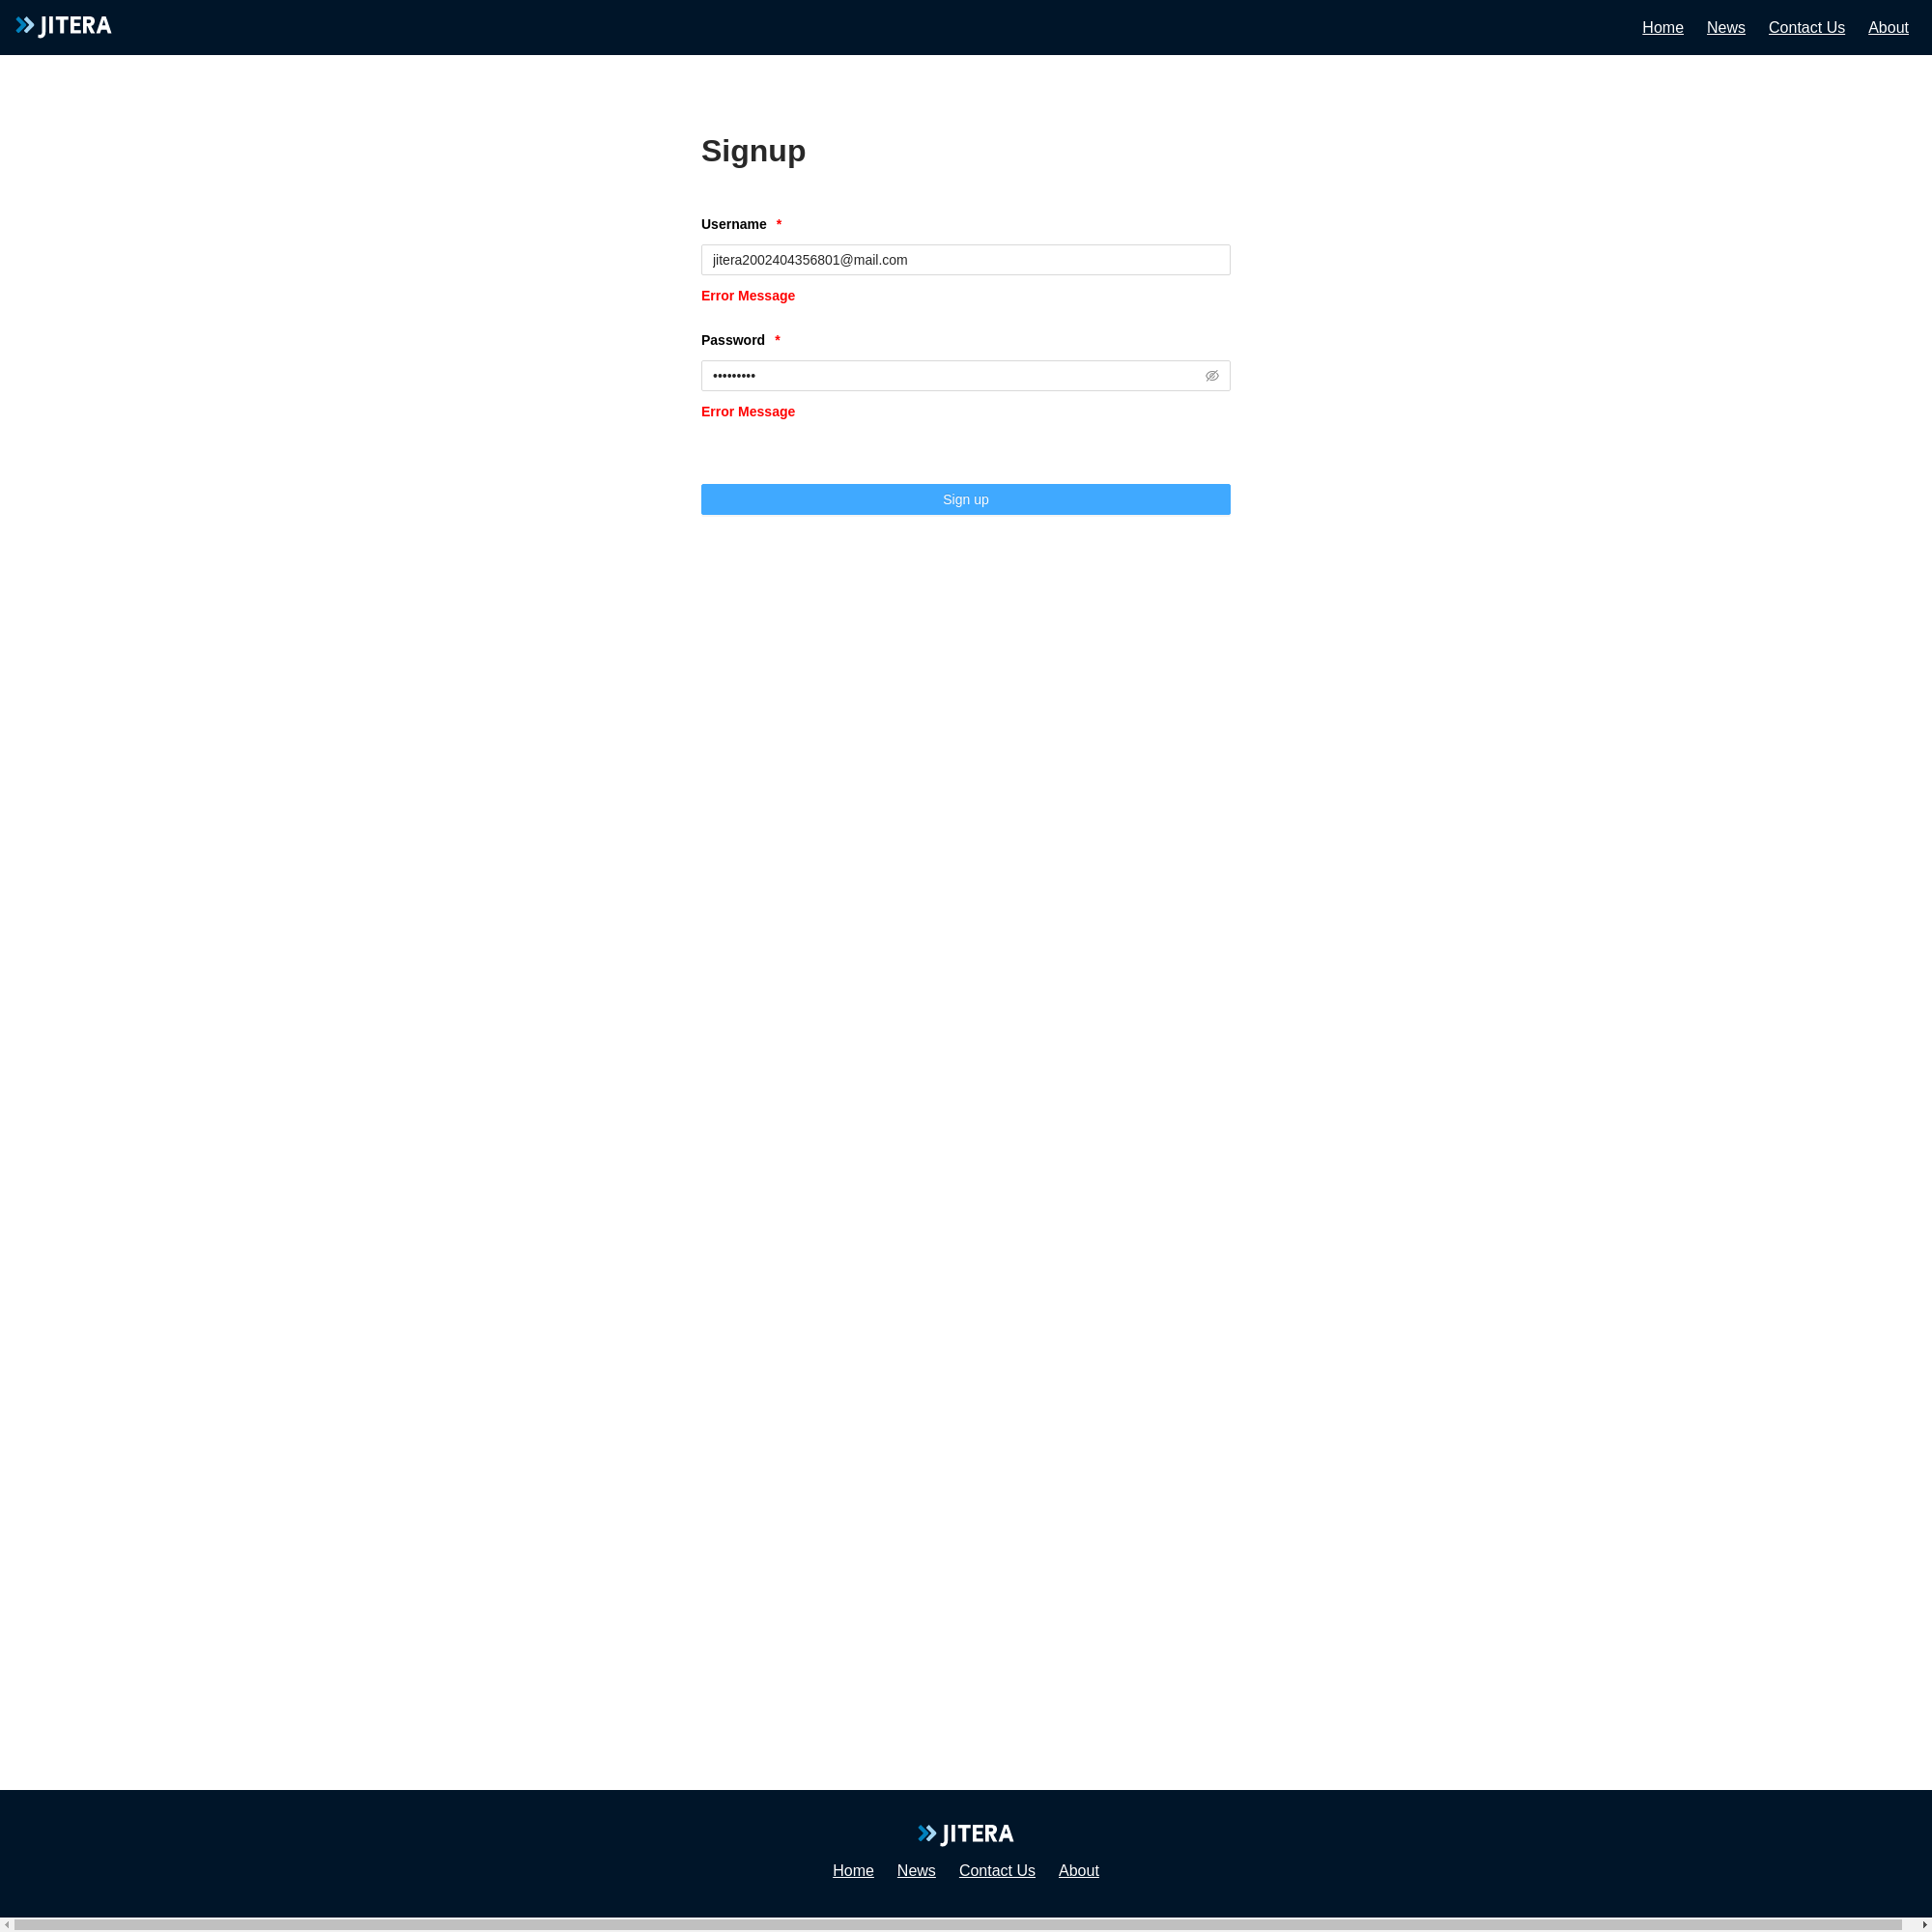 JITERA
Home News Contact Us About
Signup
Username *
jitera2002404356801@mail.com
Error Message
Password *
•••••••••
Error Message
Sign up
JITERA
Home News Contact Us About